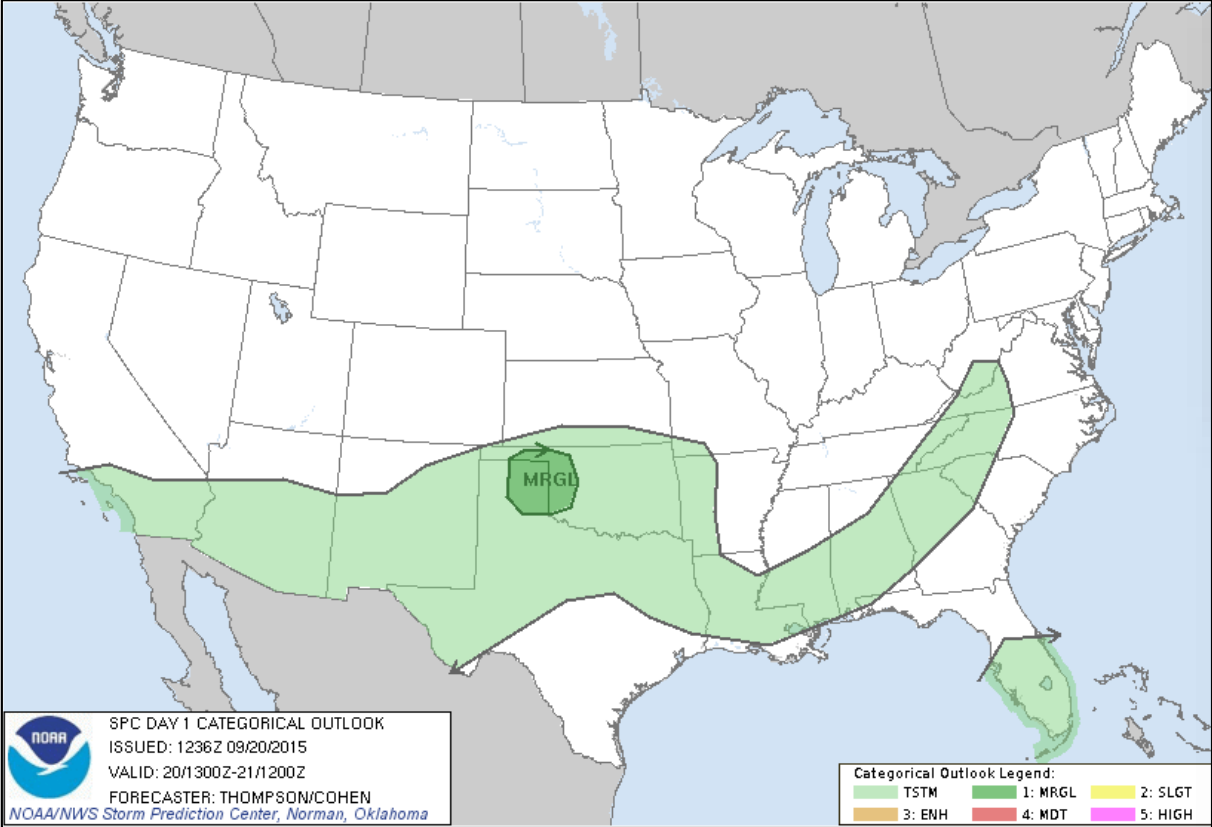 MRGL
NOAA
SPC DAY 1 CATEGORICAL OUTLOOK
ISSUED: 1236Z 09/20/2015
VALID: 20/1300Z-21/1200Z
FORECASTER: THOMPSON/COHEN
NOAA/NWS Storm Prediction Center, Norman, Oklahoma
Categorical Outlook Legend:
TSTM 1: MRGL 2: SLGT
3: ENH 4: MDT 5: HIGH